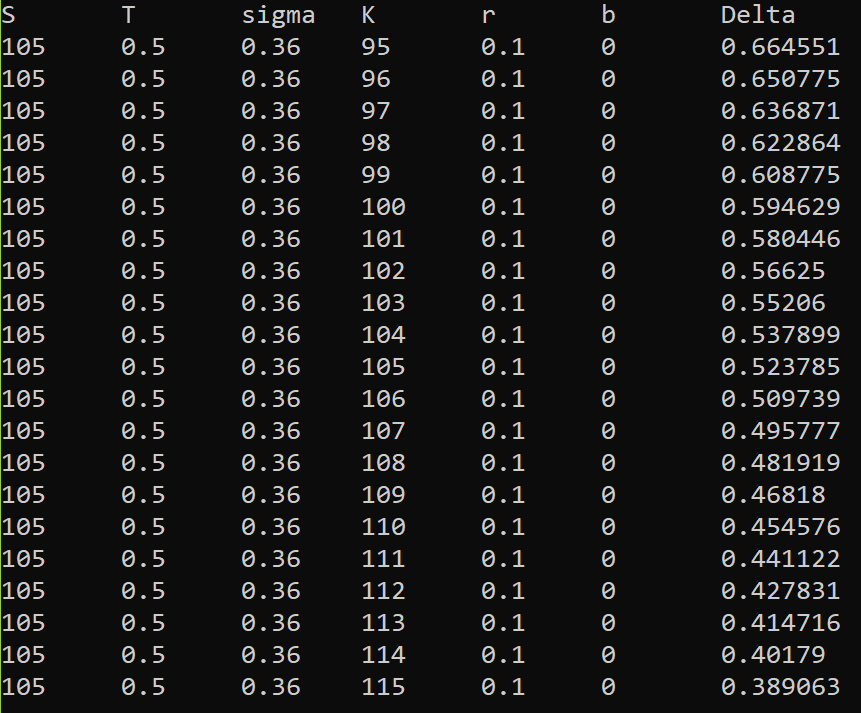 S T sigma K r b Delta
105 0.5 0.36 95 0.1 0 0.664551
105 0.5 0.36 96 0.1 0 0.650775
105 0.5 0.36 97 0.1 0 0.636871
105 0.5 0.36 98 0.1 0 0.622864
105 0.5 0.36 99 0.1 0 0.608775
105 0.5 0.36 100 0.1 0 0.594629
105 0.5 0.36 101 0.1 0 0.580446
105 0.5 0.36 102 0.1 0 0.56625
105 0.5 0.36 103 0.1 0 0.55206
105 0.5 0.36 104 0.1 0 0.537899
105 0.5 0.36 105 0.1 0 0.523785
105 0.5 0.36 106 0.1 0 0.509739
105 0.5 0.36 107 0.1 0 0.495777
105 0.5 0.36 108 0.1 0 0.481919
105 0.5 0.36 109 0.1 0 0.46818
105 0.5 0.36 110 0.1 0 0.454576
105 0.5 0.36 111 0.1 0 0.441122
105 0.5 0.36 112 0.1 0 0.427831
105 0.5 0.36 113 0.1 0 0.414716
105 0.5 0.36 114 0.1 0 0.40179
105 0.5 0.36 115 0.1 0 0.389063